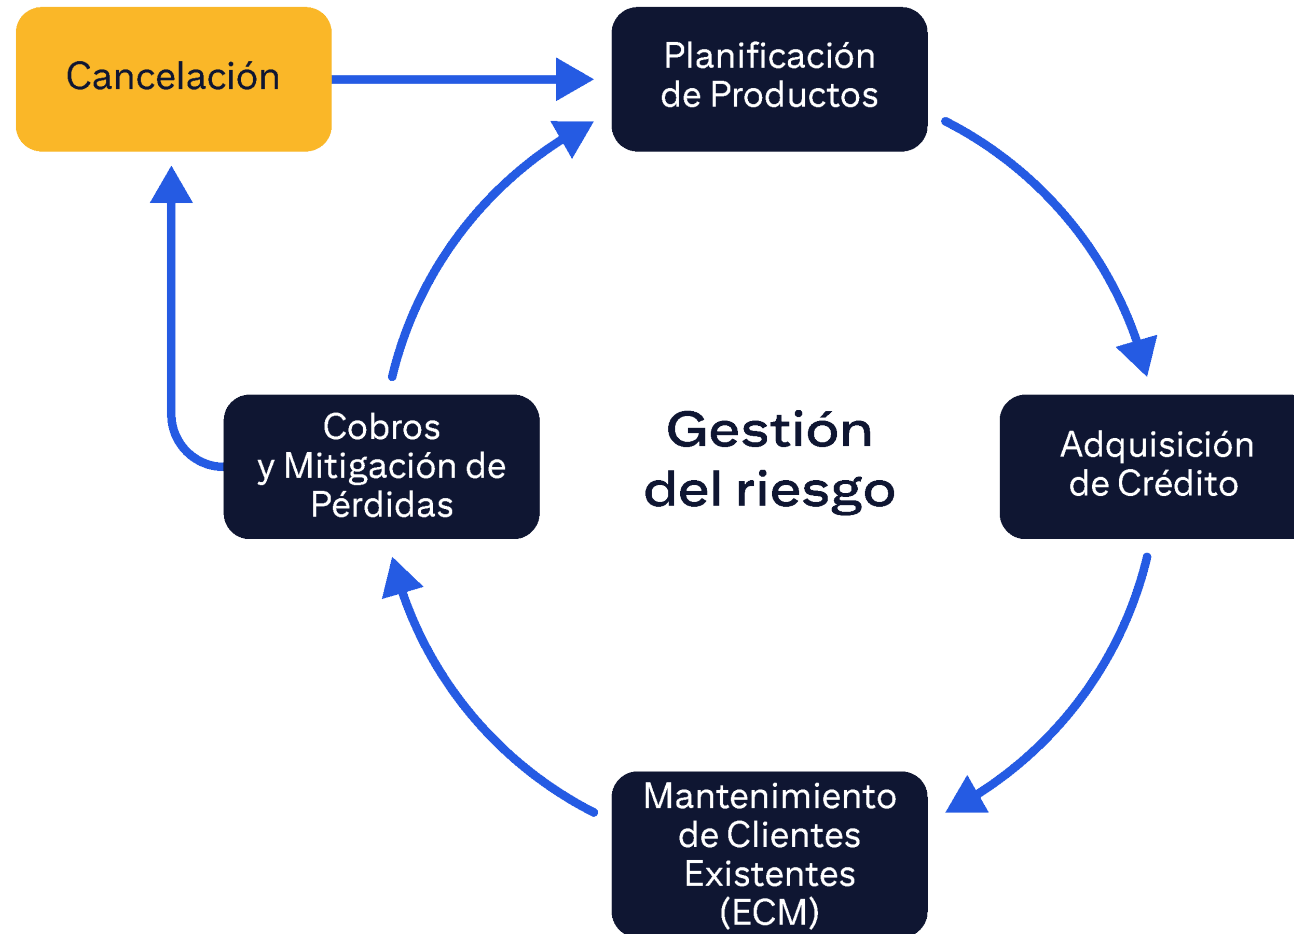 Cancelación
Planificación
de Productos
Cobros
y Mitigación de
Pérdidas
Gestión
del riesgo
Adquisición
de Crédito
Mantenimiento
de Clientes
Existentes
(ECM)